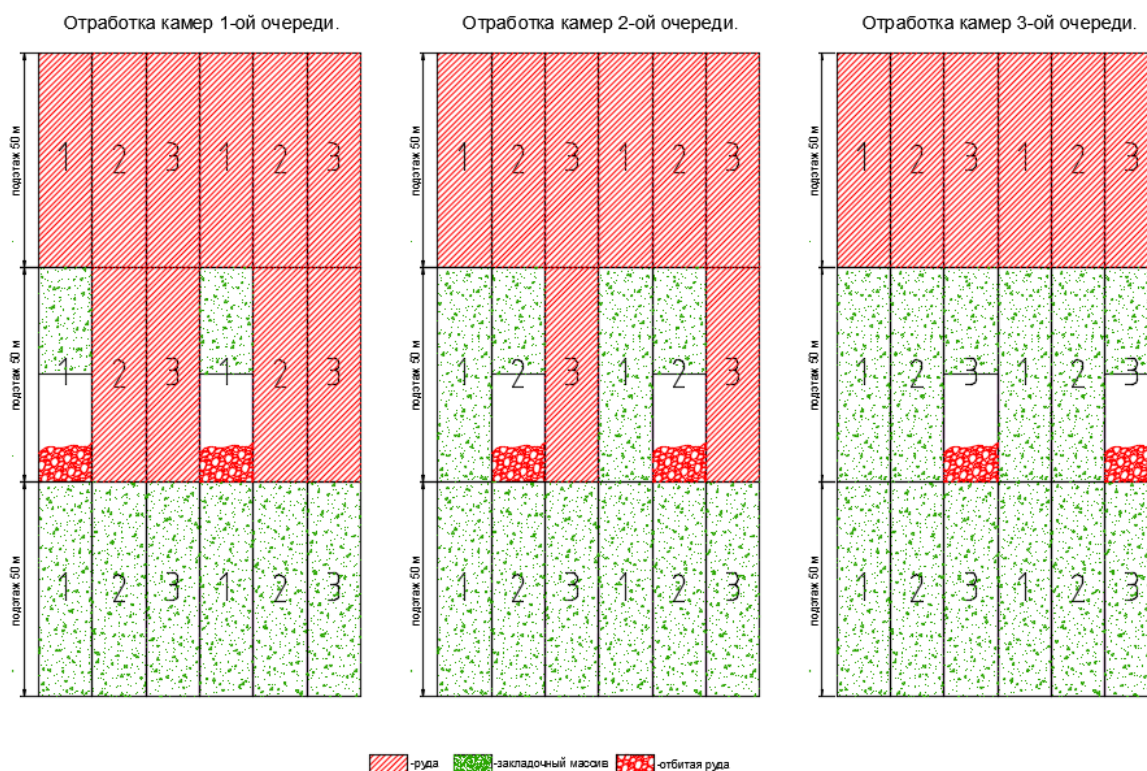 Отработка камер 1-ой очереди.
Отработка камер 2-ой очереди.
Отработка камер 3-ой очереди.
подэтаж 50 м
1 2 3 1 2 3
подэтаж 50 м
1 2 3 1 2 3
подэтаж 50 м
1 2 3 1 2 3
подэтаж 50 м
1 2 3 1 2 3
подэтаж 50 м
1 2 3 1 2 3
подэтаж 50 м
1 2 3 1 2 3
подэтаж 50 м
1 2 3 1 2 3
подэтаж 50 м
1 2 3 1 2 3
подэтаж 50 м
1 2 3 1 2 3
-руда
-закладочный массив
-отбитая руда